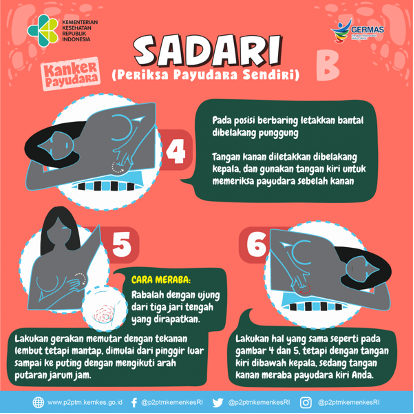 KEMENTERIAN
KESEHATAN
REPUBLIK
INDONESIA
GERMAS
SADARI
(Periksa Payudara Sendiri)
Kanker
Payudara
B
4
Pada posisi berbaring letakkan bantal
dibelakang punggung
Tangan kanan diletakkan dibelakang
kepala, dan gunakan tangan kiri untuk
memeriksa payudara sebelah kanan
5
CARA MERABA:
Rabalah dengan ujung
dari tiga jari tengah
yang dirapatkan.
Lakukan gerakan memutar dengan tekanan
lembut tetapi mantap, dimulai dari pinggir luar
sampai ke puting dengan mengikuti arah
putaran jarum jam.
6
Lakukan hal yang sama seperti pada
gambar 4 dan 5, tetapi dengan tangan
kiri dibawah kepala, sedang tangan
kanan meraba payudara kiri Anda.
www.p2ptm.kemkes.go.id
@p2ptmkemenkesRI
@p2ptmkemenkesRI
@p2ptmkemenkesRI